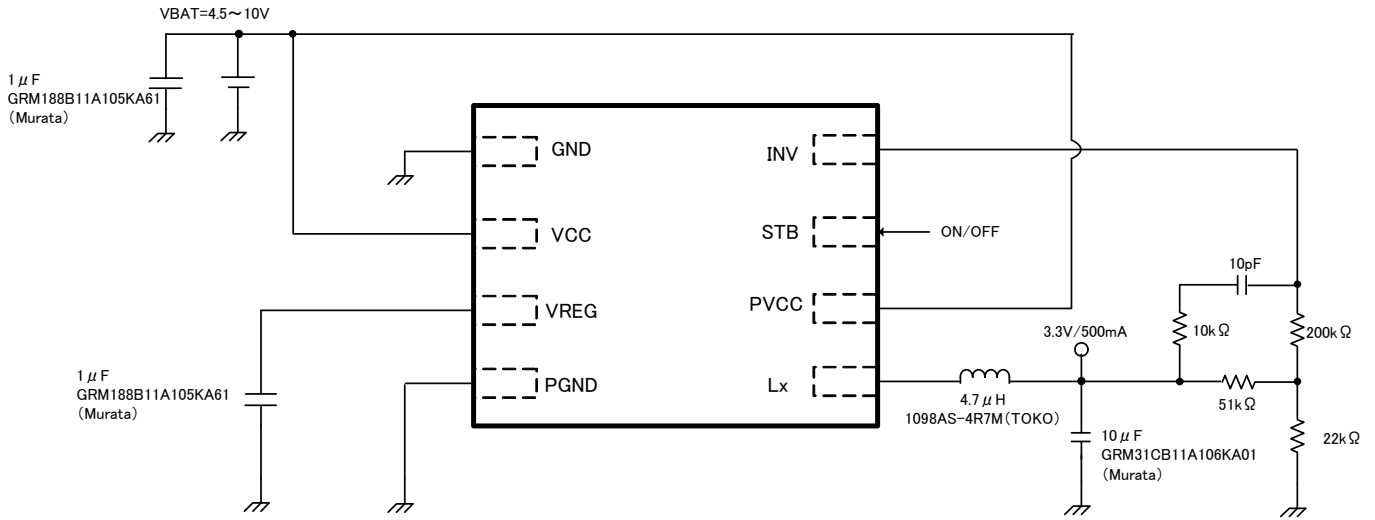 VBAT=4.5～10V
1μF
GRM188B11A105KA61
(Murata)
GND
INV
VCC
STB
ON/OFF
VREG
PVCC
10pF
10kΩ
200kΩ
3.3V/500mA
1μF
GRM188B11A105KA61
(Murata)
PGND
Lx
4.7μH
1098AS-4R7M(TOKO)
51kΩ
10μF
GRM31CB11A106KA01
(Murata)
22kΩ